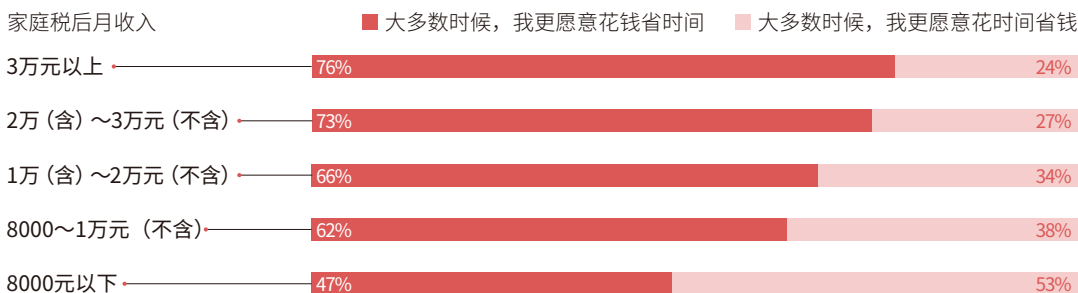 家庭税后月收入 大多数时候，我更愿意花钱省时间 大多数时候，我更愿意花时间省钱
3万元以上 76% 24%
2万（含）～3万元（不含） 73% 27%
1万（含）～2万元（不含） 66% 34%
8000～1万元（不含） 62% 38%
8000元以下 47% 53%